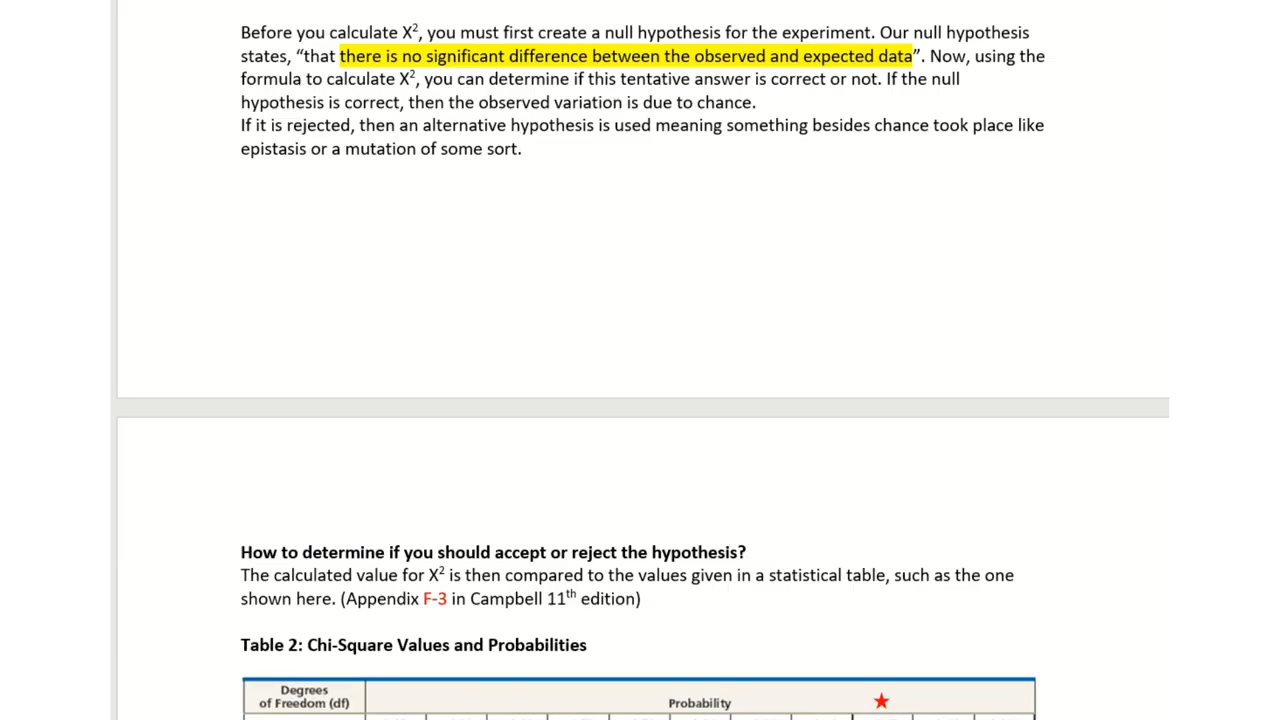 Before you calculate X², you must first create a null hypothesis for the experiment. Our null hypothesis
states, “that there is no significant difference between the observed and expected data”. Now, using the
formula to calculate X², you can determine if this tentative answer is correct or not. If the null
hypothesis is correct, then the observed variation is due to chance.
If it is rejected, then an alternative hypothesis is used meaning something besides chance took place like
epistasis or a mutation of some sort.
How to determine if you should accept or reject the hypothesis?
The calculated value for X² is then compared to the values given in a statistical table, such as the one
shown here. (Appendix F-3 in Campbell 11th edition)
Table 2: Chi-Square Values and Probabilities
Degrees
of Freedom (df)
Probability